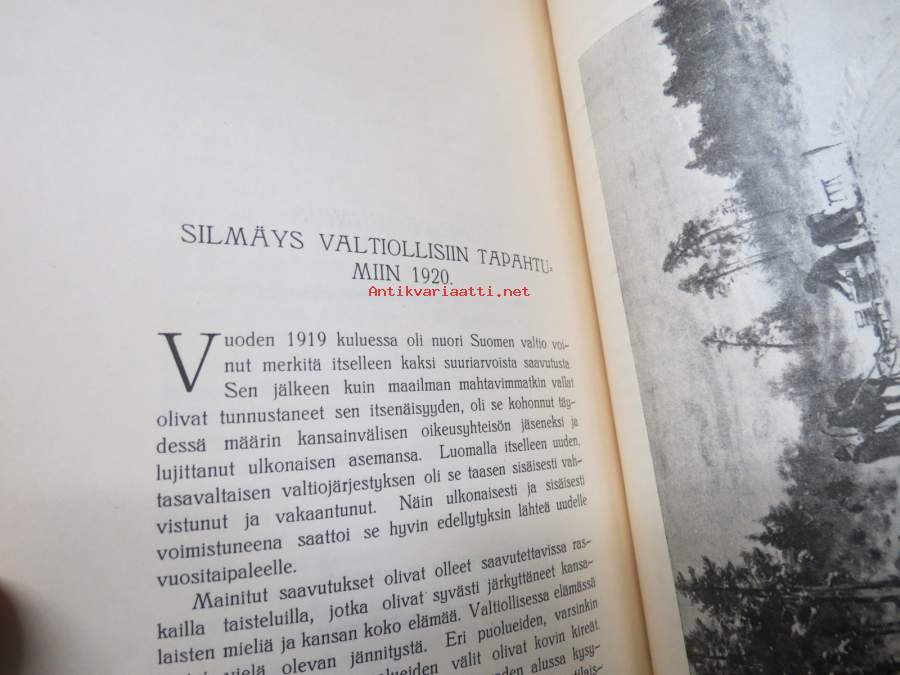 SILMÄYS VALTIOLLISIIN TAPAHTU-
MIIN 1920.
Antikvariaatti.net
Vuoden 1919 kuluessa oli nuori Suomen valtio voi-
nut merkitä itselleen kaksi suuriarvoista saavutusta.
Sen jälkeen kuin maailman mahtavimmatkin vallat
olivat tunnustaneet sen itsenäisyyden, oli se kohonnut täy-
dessä määrin kansainvälisen oikeusyhteisön jäseneksi ja
lujittanut ulkonaisen asemansa. Luomalla itselleen uuden,
tasavaltaisen valtiojärjestyksen oli se taasen sisäisesti vah-
vistunut ja vakaantunut. Näin ulkonaisesti ja sisäisesti
voimistuneena saattoi se hyvin edellytyksin lähteä uudelle
vuositaipaleelle.
Mainitut saavutukset olivat olleet saavutettavissa ras-
kailla taisteluilla, jotka olivat syvästi järkyttäneet kansa-
laisten mieliä ja kansan koko elämää. Valtiollisessa elämässä
vielä olevan jännitystä. Eri puolueiden, varsinkin
välit olivat kovin kireät.
alussa kysy-